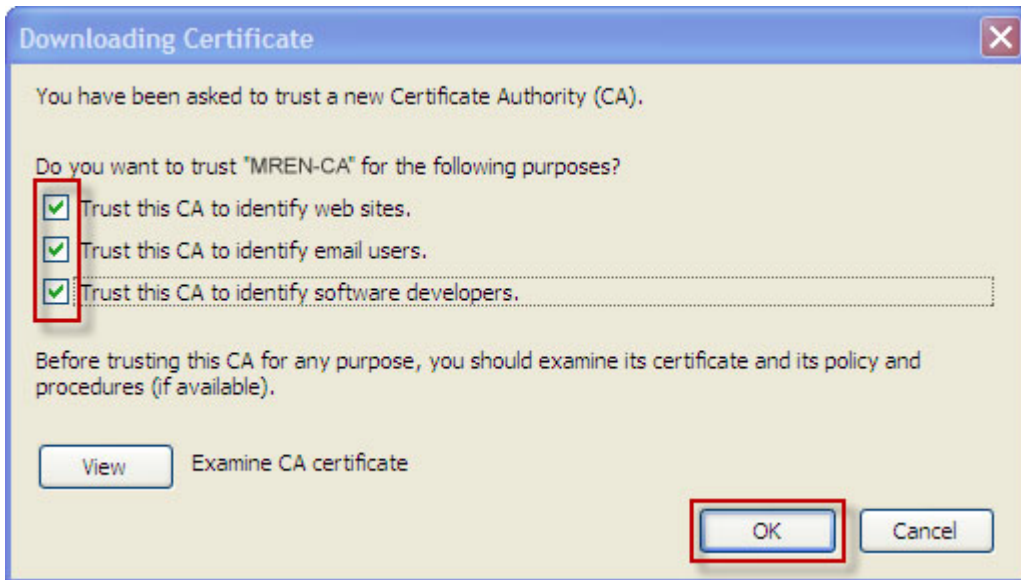 Downloading Certificate
You have been asked to trust a new Certificate Authority (CA).
Do you want to trust "MREN-CA" for the following purposes?
Trust this CA to identify web sites.
Trust this CA to identify email users.
Trust this CA to identify software developers.
Before trusting this CA for any purpose, you should examine its certificate and its policy and
procedures (if available).
View Examine CA certificate
OK Cancel